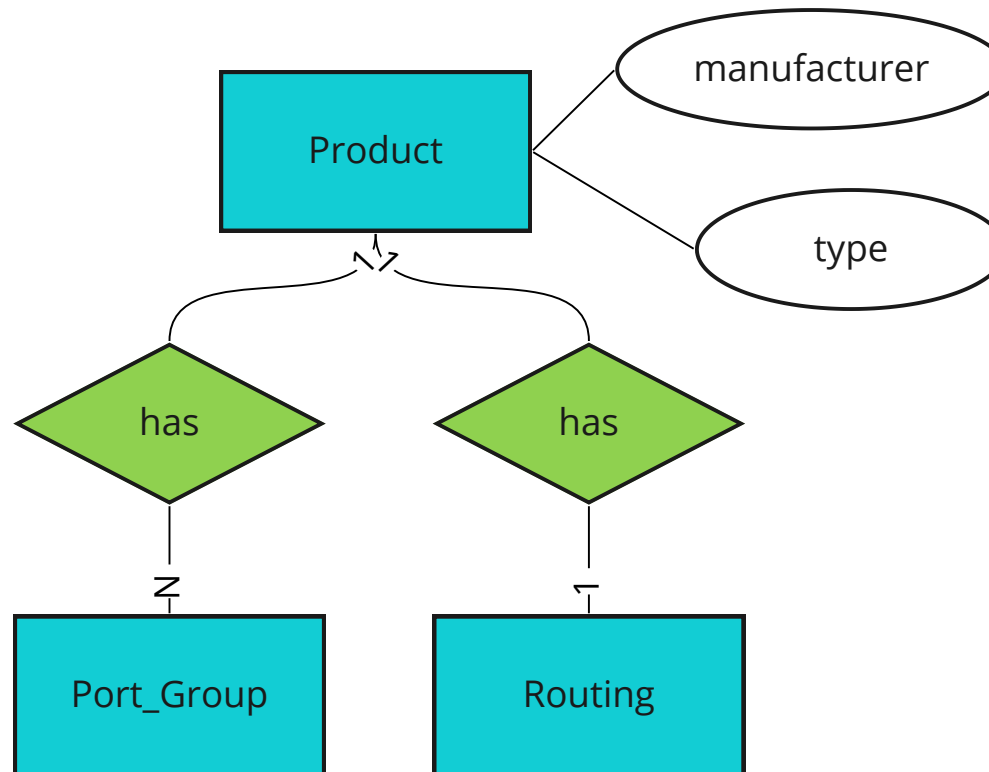 manufacturer
Product
type
1
1
has
has
N
1
Port_Group
Routing